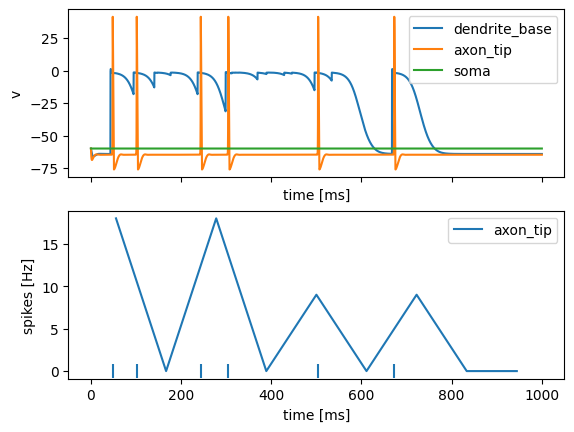 25
0
−25
−50
−75
v
dendrite_base
axon_tip
soma
time [ms]
15
10
5
0
spikes [Hz]
axon_tip
0 200 400 600 800 1000
time [ms]